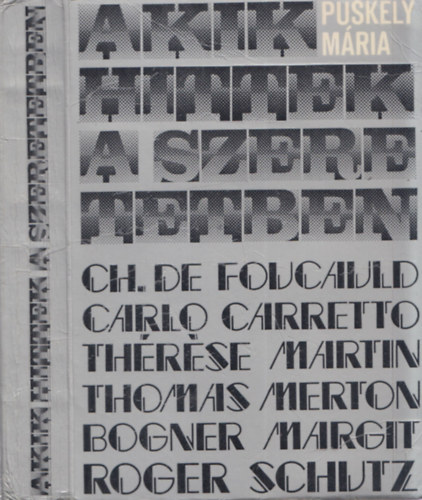 AKIK HITTEK A SZERETETBEN
PUSKELY
MÁRIA
AKIK
HITTEK
A SZERE
TETBEN
CH. DE FOUCAULD
CARLO CARRETTO
THÉRÈSE MARTIN
THOMAS MERTON
BOGNER MARGIT
ROGER SCHUTZ